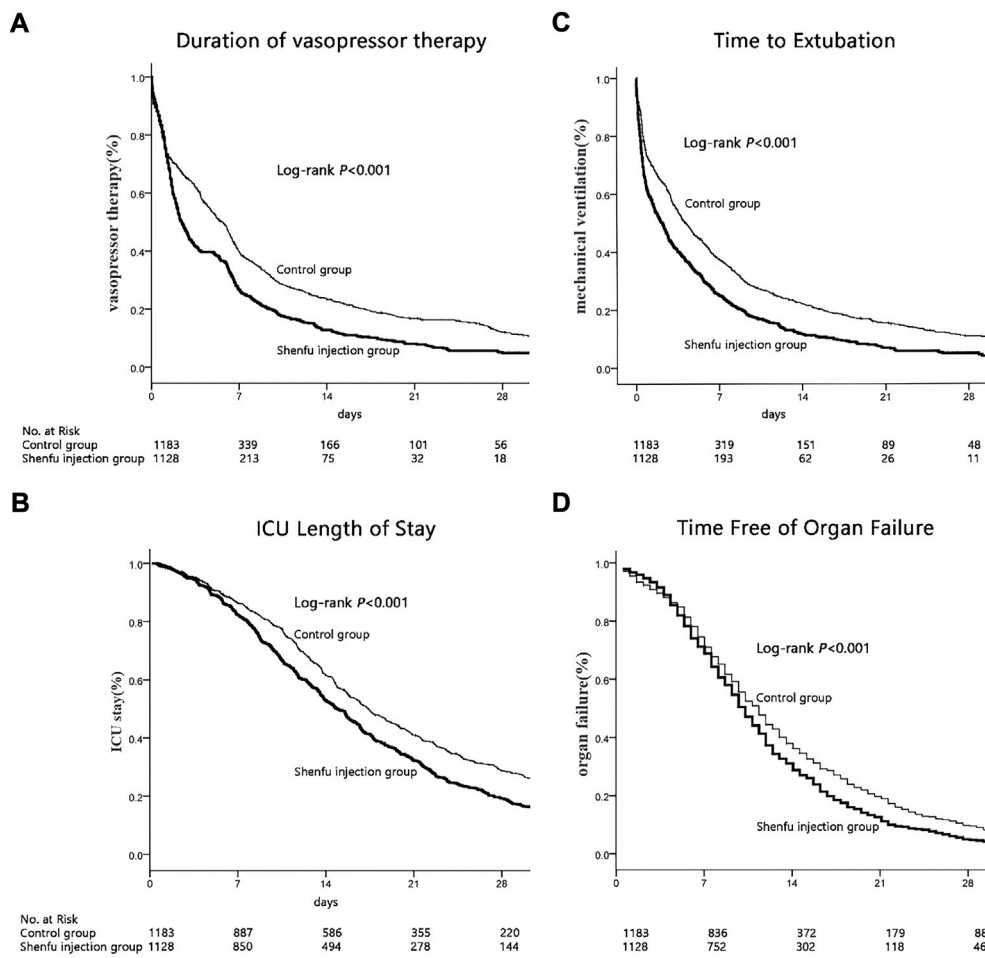 A
Duration of vasopressor therapy
vasopressor therapy(%)
1.0
0.8
0.6
0.4
0.2
0.0
Log-rank P<0.001
Control group
Shenfu injection group
0 7 14 21 28
days
No. at Risk
Control group 1183 339 166 101 56
Shenfu injection group 1128 213 75 32 18
C
Time to Extubation
mechanical ventilation(%)
1.0
0.8
0.6
0.4
0.2
0.0
Log-rank P<0.001
Control group
Shenfu injection group
0 7 14 21 28
days
1183 319 151 89 48
1128 193 62 26 11
B
ICU Length of Stay
ICU stay(%)
1.0
0.8
0.6
0.4
0.2
0.0
Log-rank P<0.001
Control group
Shenfu injection group
0 7 14 21 28
days
No. at Risk
Control group 1183 887 586 355 220
Shenfu injection group 1128 850 494 278 144
D
Time Free of Organ Failure
organ failure(%)
1.0
0.8
0.6
0.4
0.2
0.0
Log-rank P<0.001
Control group
Shenfu injection group
0 7 14 21 28
days
1183 836 372 179 88
1128 752 302 118 46